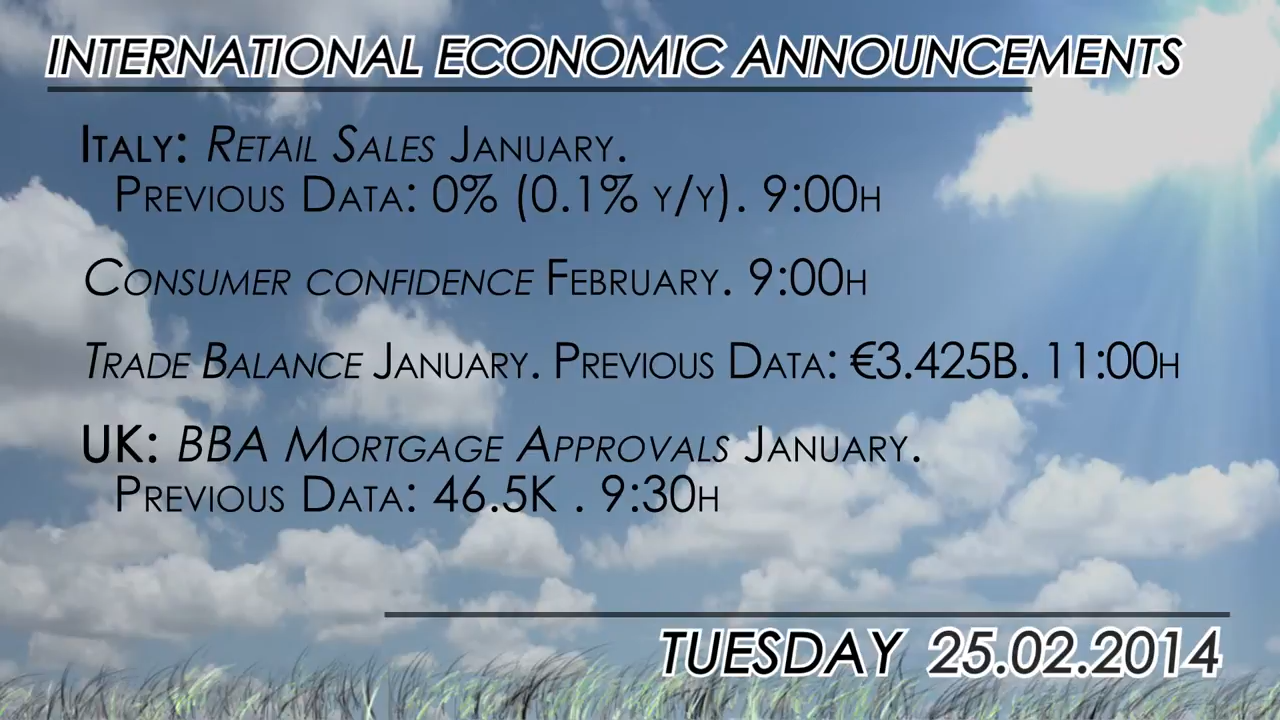 INTERNATIONAL ECONOMIC ANNOUNCEMENTS
Italy: Retail Sales January.
Previous Data: 0% (0.1% y/y). 9:00h
Consumer confidence February. 9:00h
Trade Balance January. Previous Data: €3.425B. 11:00h
UK: BBA Mortgage Approvals January.
Previous Data: 46.5K . 9:30h
TUESDAY 25.02.2014